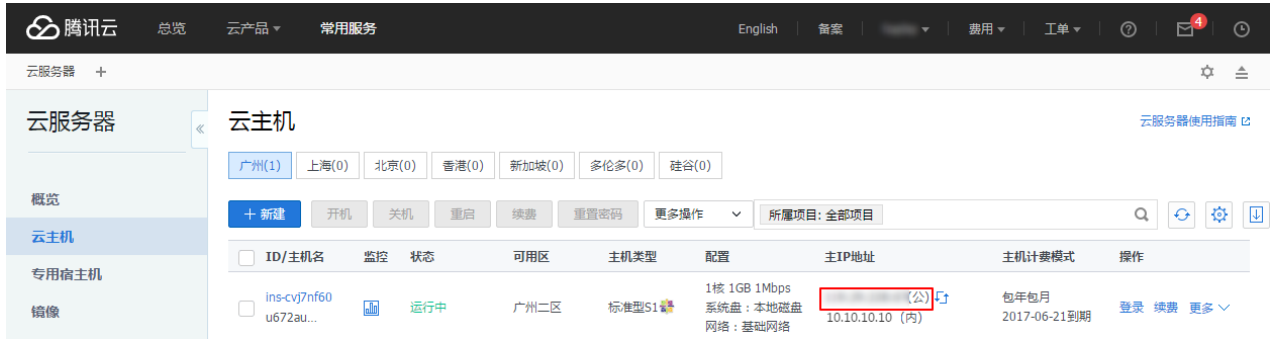 腾讯云 总览 云产品 常用服务 English 备案 费用 工单 4
云服务器 +
云服务器
云主机 云服务器使用指南
广州(1) 上海(0) 北京(0) 香港(0) 新加坡(0) 多伦多(0) 硅谷(0)
概览
+ 新建 开机 关机 重启 续费 重置密码 更多操作 所属项目: 全部项目
云主机
ID/主机名 监控 状态 可用区 主机类型 配置 主IP地址 主机计费模式 操作
专用宿主机
镜像
ins-cvj7nf60 运行中 广州二区 标准型S1 1核 1GB 1Mbps (公) 包年包月 登录 续费 更多
u672au... 系统盘：本地磁盘 10.10.10.10 (内) 2017-06-21到期
网络：基础网络